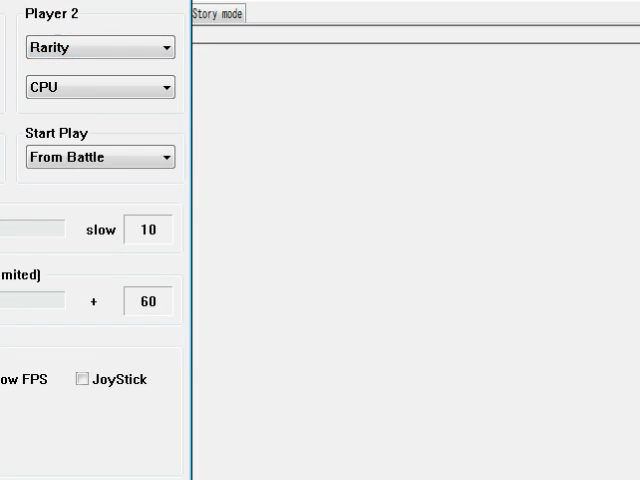 Player 2
Story mode
Rarity
CPU
Start Play
From Battle
slow 10
mited)
+ 60
ow FPS
JoyStick